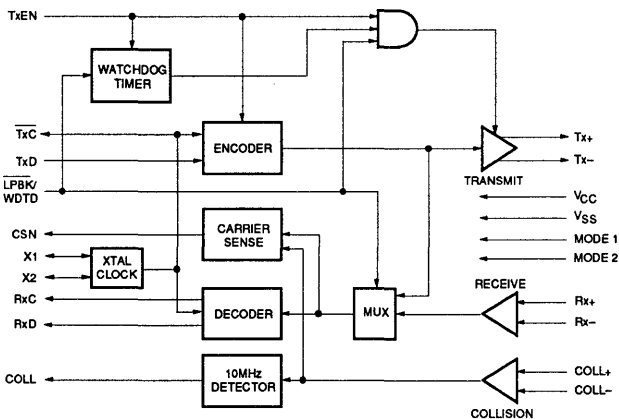 TxEN
WATCHDOG
TIMER
TxC
TxD
ENCODER
Tx+
Tx−
TRANSMIT
LPBK/
WDTD
VCC
VSS
MODE 1
MODE 2
CSN
CARRIER
SENSE
X1
X2
XTAL
CLOCK
RxC
RxD
DECODER
MUX
RECEIVE
Rx+
Rx−
COLL
10MHz
DETECTOR
COLL+
COLL−
COLLISION